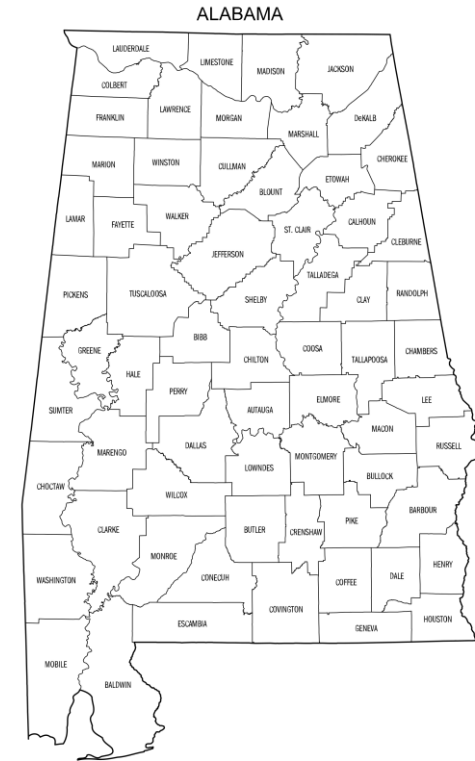 ALABAMA
LAUDERDALE
LIMESTONE
MADISON
JACKSON
COLBERT
FRANKLIN
LAWRENCE
MORGAN
MARSHALL
DeKALB
MARION
WINSTON
CULLMAN
CHEROKEE
ETOWAH
BLOUNT
LAMAR
FAYETTE
WALKER
ST. CLAIR
CALHOUN
CLEBURNE
JEFFERSON
TALLADEGA
PICKENS
TUSCALOOSA
SHELBY
CLAY
RANDOLPH
BIBB
GREENE
HALE
CHILTON
COOSA
TALLAPOOSA
CHAMBERS
PERRY
SUMTER
AUTAUGA
ELMORE
LEE
MACON
DALLAS
MARENGO
RUSSELL
LOWNDES
MONTGOMERY
BULLOCK
CHOCTAW
WILCOX
BARBOUR
CLARKE
BUTLER
CRENSHAW
PIKE
MONROE
HENRY
WASHINGTON
CONECUH
COFFEE
DALE
COVINGTON
ESCAMBIA
GENEVA
HOUSTON
MOBILE
BALDWIN